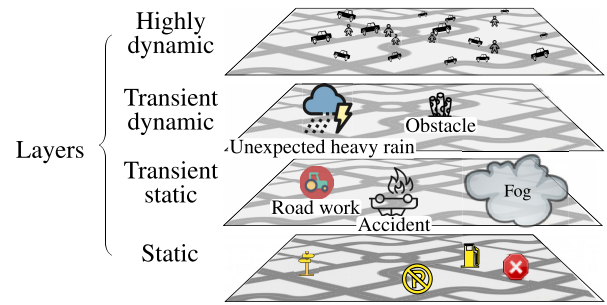 Highly
dynamic
Transient
dynamic
Unexpected heavy rain
Obstacle
Layers
Transient
static
Road work
Accident
Fog
Static
P